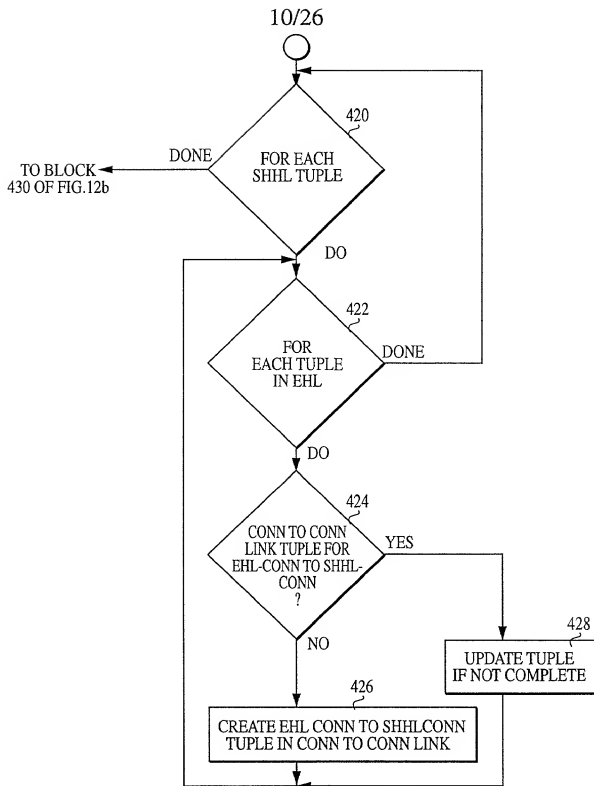 10/26
420
FOR EACH
SHHL TUPLE
DONE
TO BLOCK
430 OF FIG.12b
DO
422
FOR
EACH TUPLE
IN EHL
DONE
DO
424
CONN TO CONN
LINK TUPLE FOR
EHL-CONN TO SHHL-
CONN
?
YES
NO
428
UPDATE TUPLE
IF NOT COMPLETE
426
CREATE EHL CONN TO SHHLCONN
TUPLE IN CONN TO CONN LINK